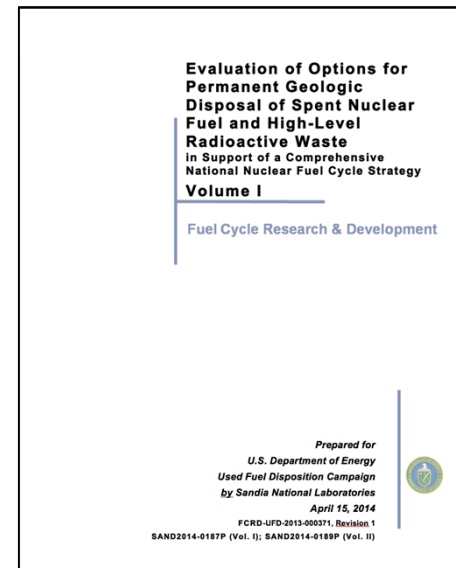 Evaluation of Options for
Permanent Geologic
Disposal of Spent Nuclear
Fuel and High-Level
Radioactive Waste
in Support of a Comprehensive
National Nuclear Fuel Cycle Strategy
Volume I
Fuel Cycle Research & Development
Prepared for
U.S. Department of Energy
Used Fuel Disposition Campaign
by Sandia National Laboratories
April 15, 2014
FCRD-UFD-2013-000371, Revision 1
SAND2014-0187P (Vol. I); SAND2014-0189P (Vol. II)